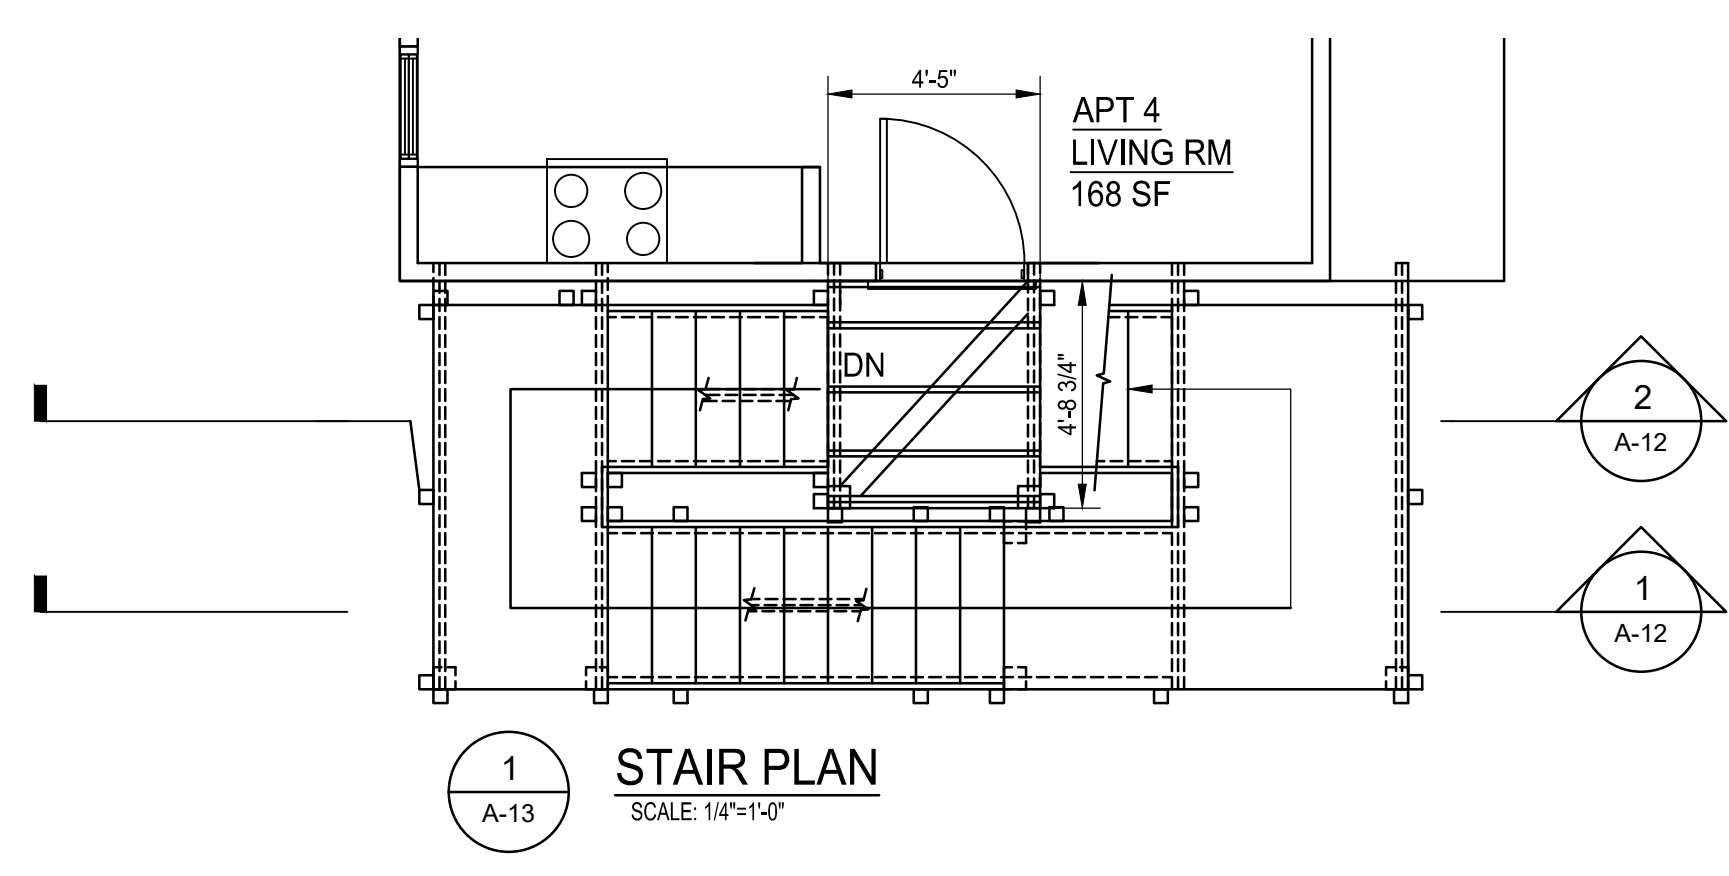 4'-5"
APT 4
LIVING RM
168 SF
DN
4'-8 3/4"
2
A-12
1
A-12
1
A-13
STAIR PLAN
SCALE: 1/4"=1'-0"